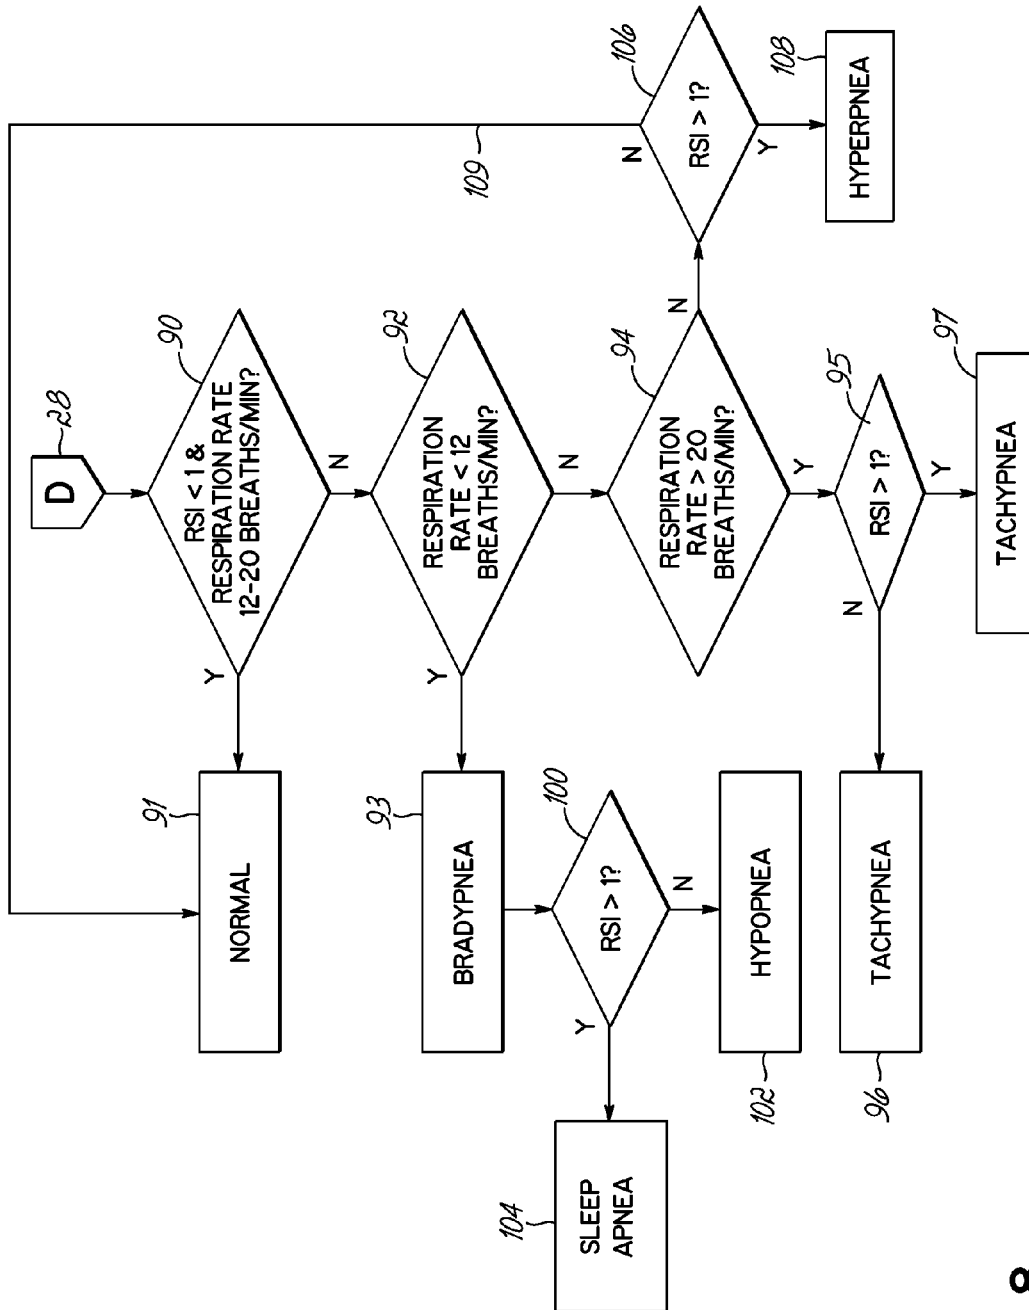 D
28
RSI < 1 &
RESPIRATION RATE
12-20 BREATHS/MIN?
90
Y
N
NORMAL
91
RESPIRATION
RATE < 12
BREATHS/MIN?
92
Y
N
BRADYPNEA
93
RSI > 1?
100
Y
N
SLEEP
APNEA
104
HYPOPNEA
102
RESPIRATION
RATE > 20
BREATHS/MIN?
94
N
Y
RSI > 1?
95
N
Y
TACHYPNEA
96
TACHYPNEA
97
RSI > 1?
106
N
Y
109
HYPERPNEA
108